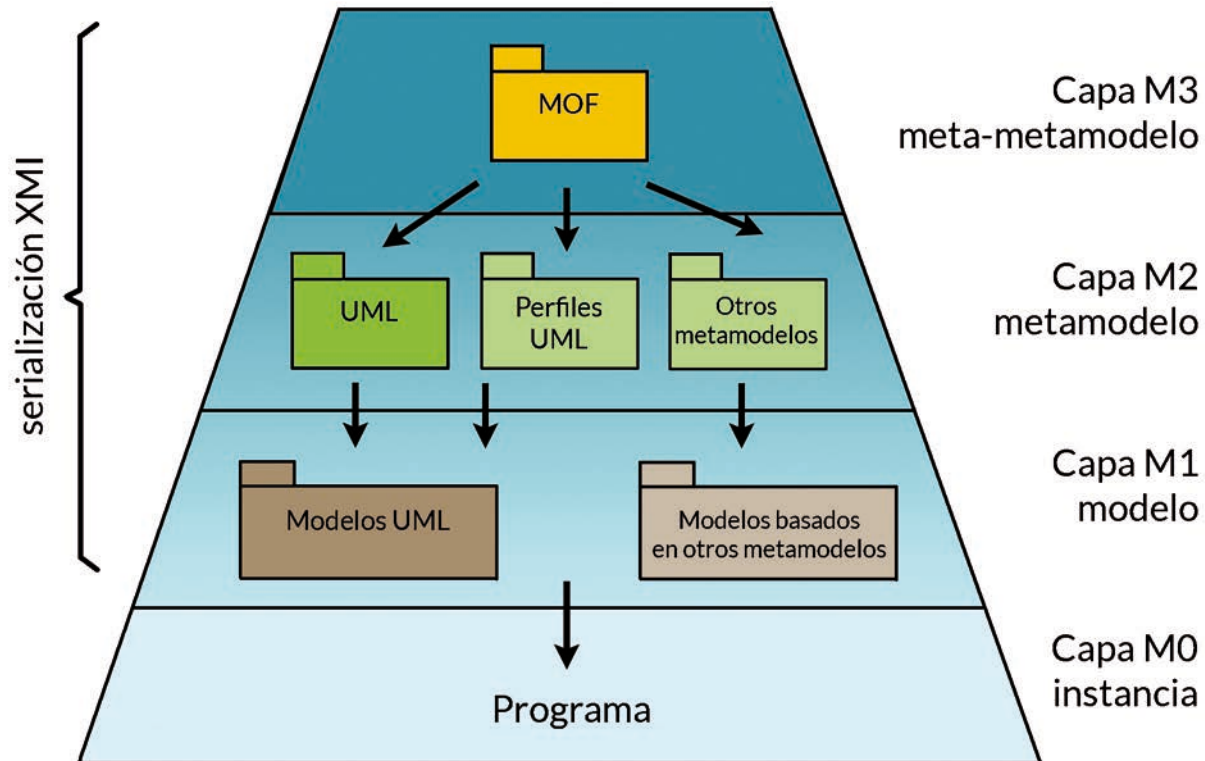 serialización XMI
MOF
Capa M3
meta-metamodelo
UML
Perfiles
UML
Otros
metamodelos
Capa M2
metamodelo
Modelos UML
Modelos basados
en otros metamodelos
Capa M1
modelo
Programa
Capa M0
instancia